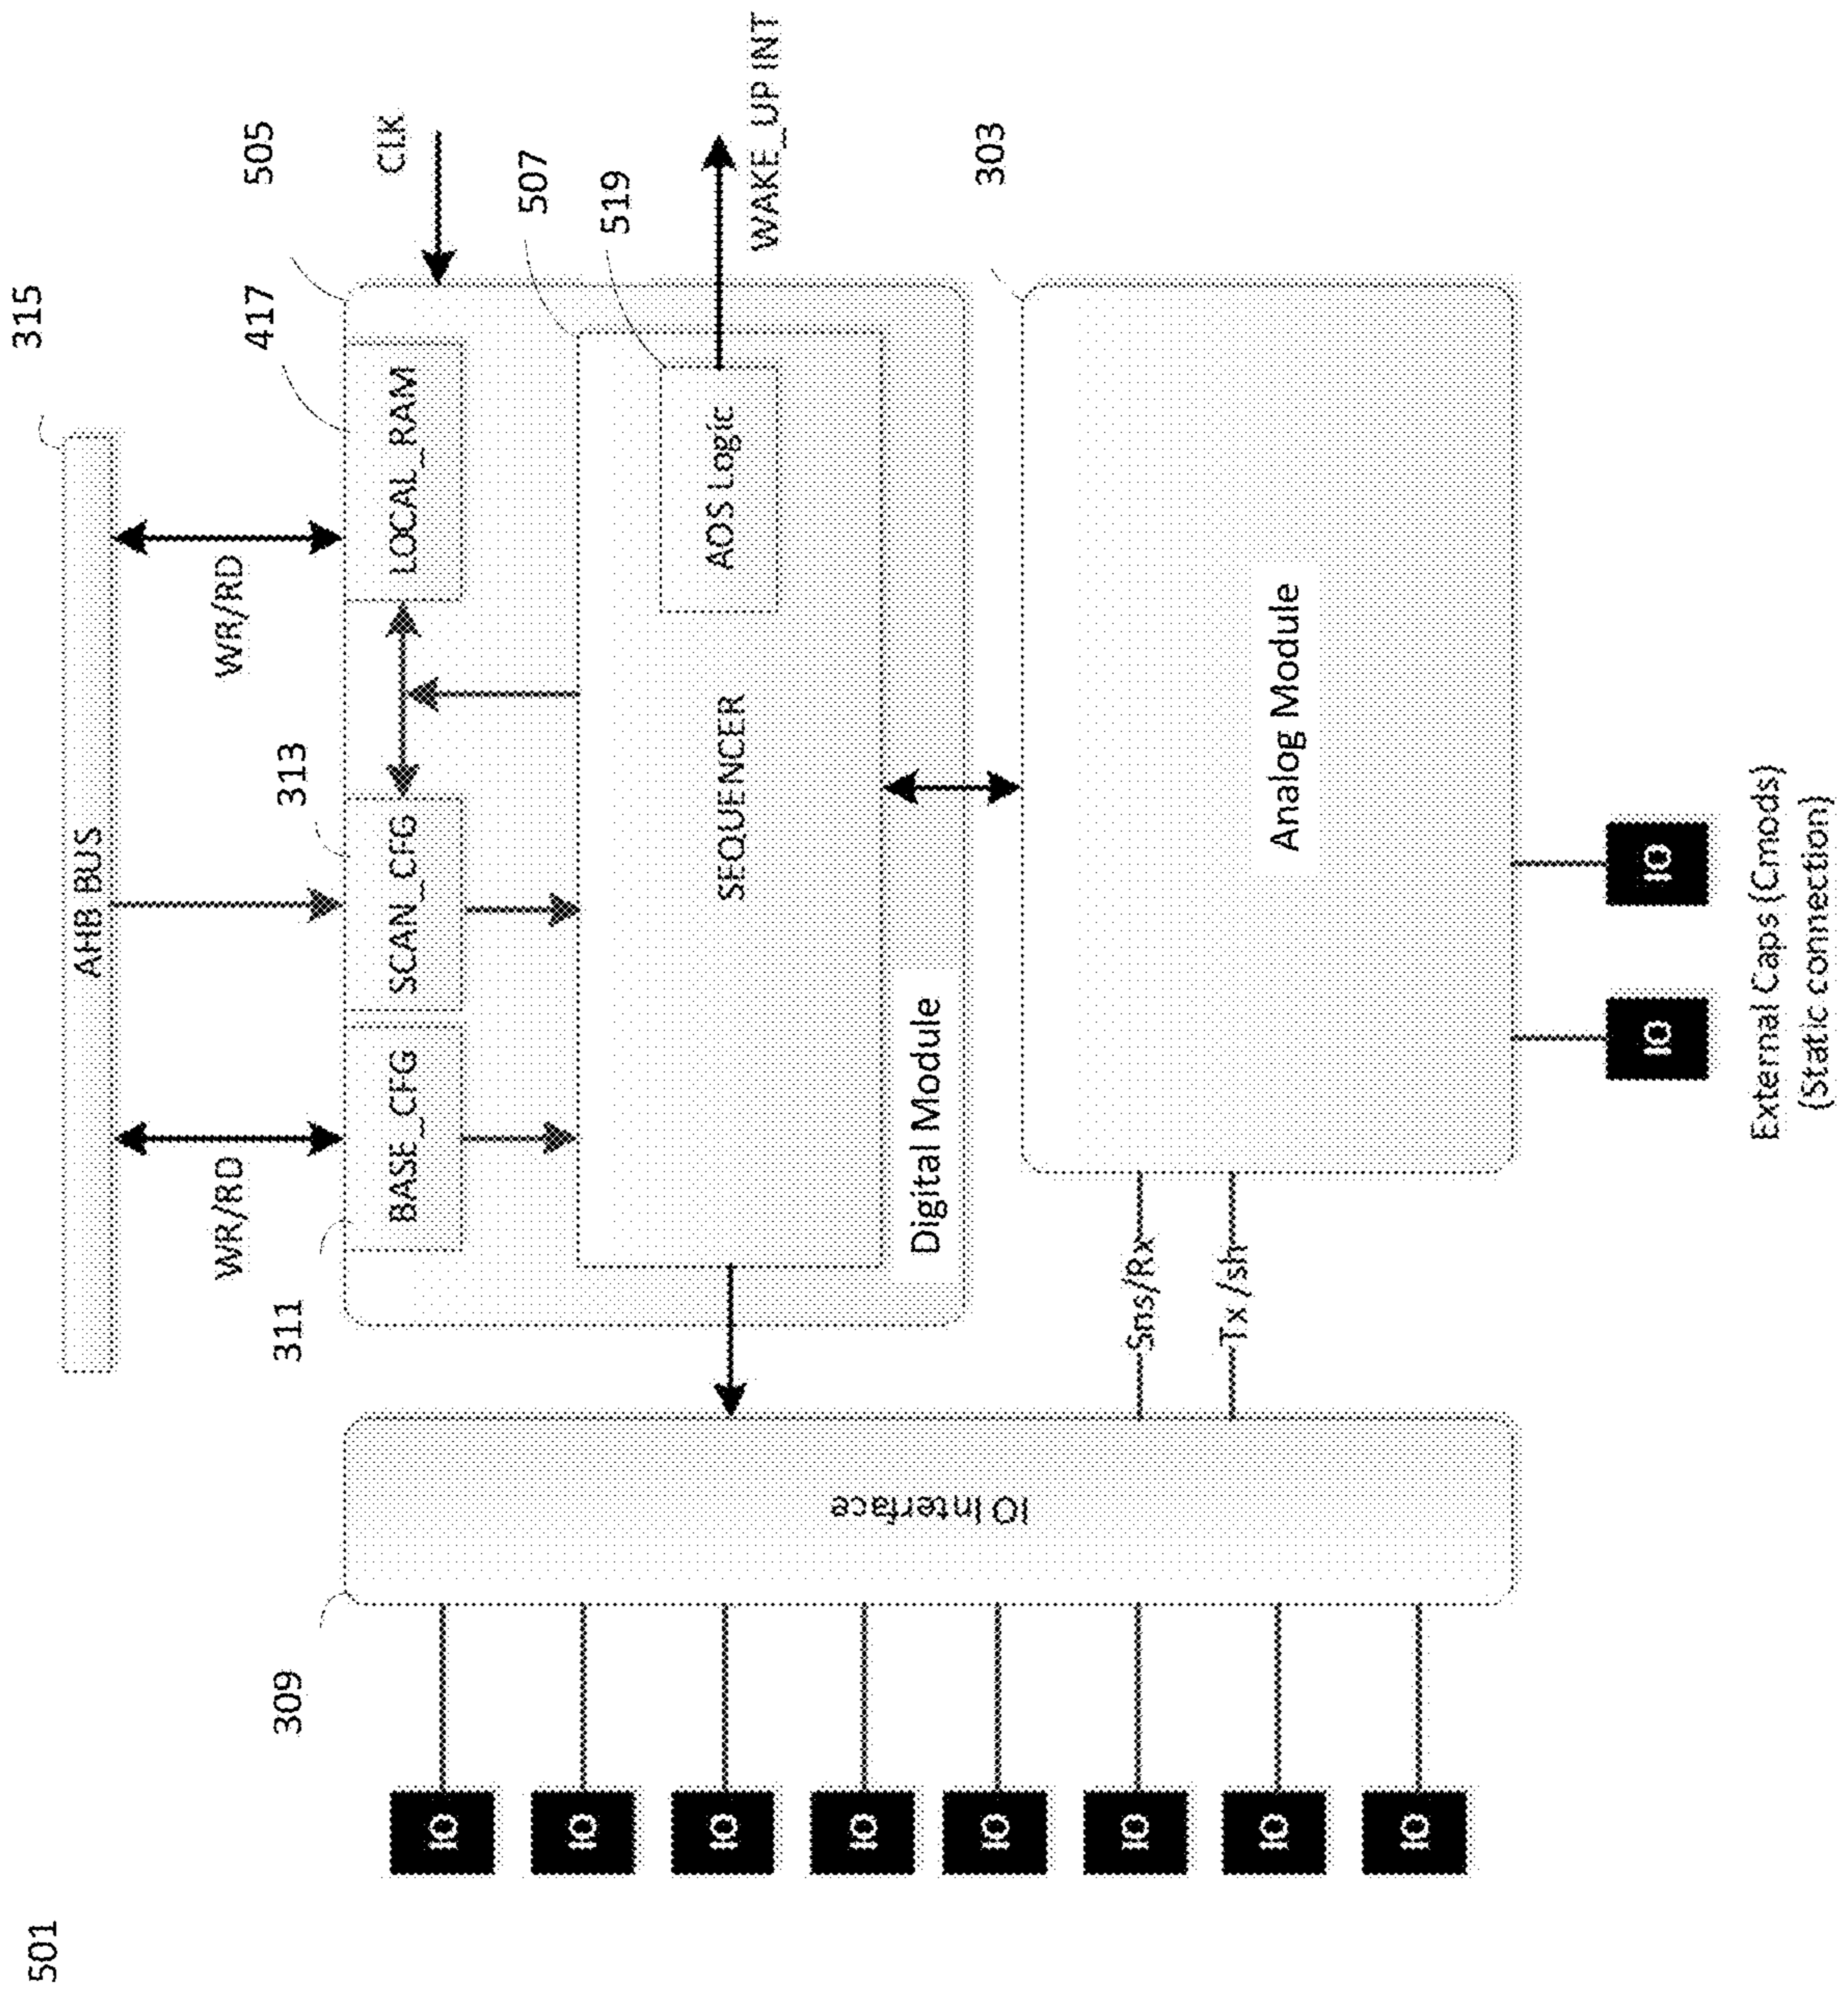 501
315
AHB BUS
WR/RD
WR/RD
311
313
417
505
CLK
BASE_CFG
SCAN_CFG
LOCAL_RAM
507
519
SEQUENCER
AOS Logic
WAKE_UP INT
Digital Module
303
309
IO Interface
Sns/Rx
Tx /sh
Analog Module
IO
IO
IO
IO
IO
IO
IO
IO
IO
IO
External Caps (Cmods)
(Static connection)